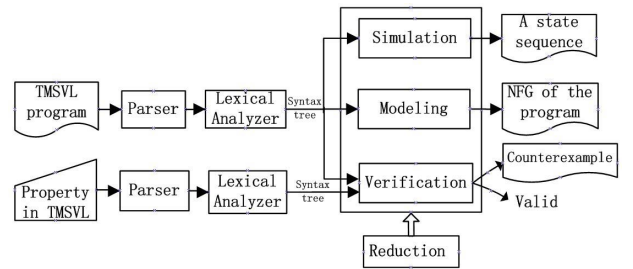 TMSVL
program
Parser
Lexical
Analyzer
Syntax
tree
Simulation
A state
sequence
Modeling
NFG of the
program
Property
in TMSVL
Parser
Lexical
Analyzer
Syntax
tree
Verification
Counterexample
Valid
Reduction